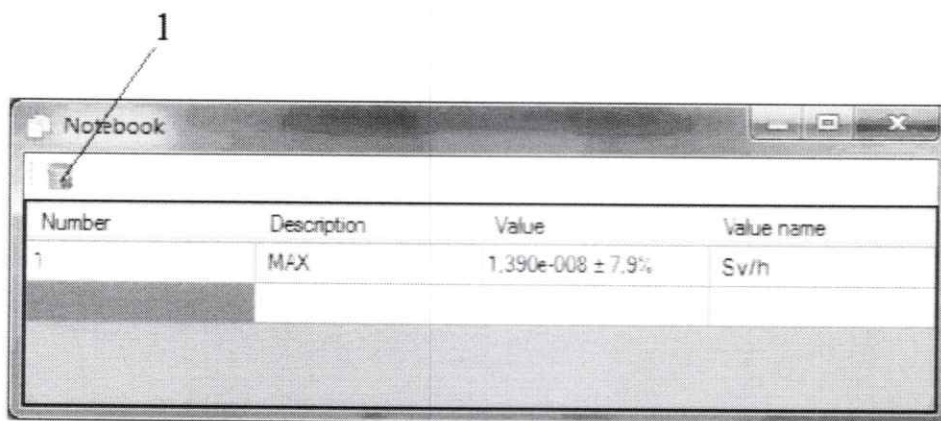 1
Notebook
Number Description Value Value name
1 MAX 1,390e-008 ± 7,9% Sv/h